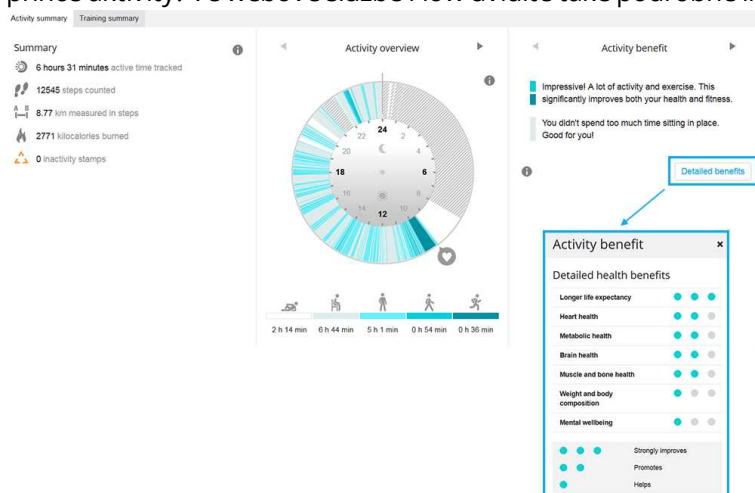 Activity summary Training summary
Summary
6 hours 31 minutes active time tracked
12545 steps counted
A B
8.77 km measured in steps
2771 kilocalories burned
0 inactivity stamps
Activity overview
24
22 2
20 4
18 6
16 8
14 10
12
2 h 14 min 6 h 44 min 5 h 1 min 0 h 54 min 0 h 36 min
Activity benefit
Impressive! A lot of activity and exercise. This
significantly improves both your health and fitness.
You didn't spend too much time sitting in place.
Good for you!
Detailed benefits
Activity benefit ×
Detailed health benefits
Longer life expectancy
Heart health
Metabolic health
Brain health
Muscle and bone health
Weight and body
composition
Mental wellbeing
Strongly improves
Promotes
Helps